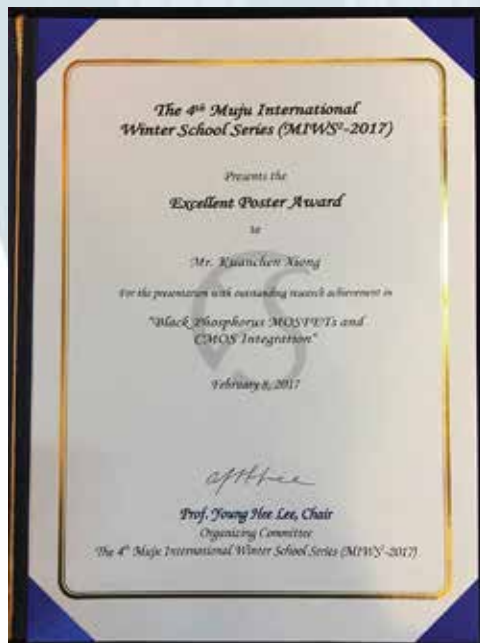 The 4th Muju International
Winter School Series (MIWS²-2017)
Presents the
Excellent Poster Award
to
Mr. Kuanchen Xiong
For the presentation with outstanding research achievement in
"Black Phosphorus MOSFETs and
CMOS Integration"
February 8, 2017
Prof. Young Hee Lee, Chair
Organizing Committee
The 4th Muju International Winter School Series (MIWS²-2017)